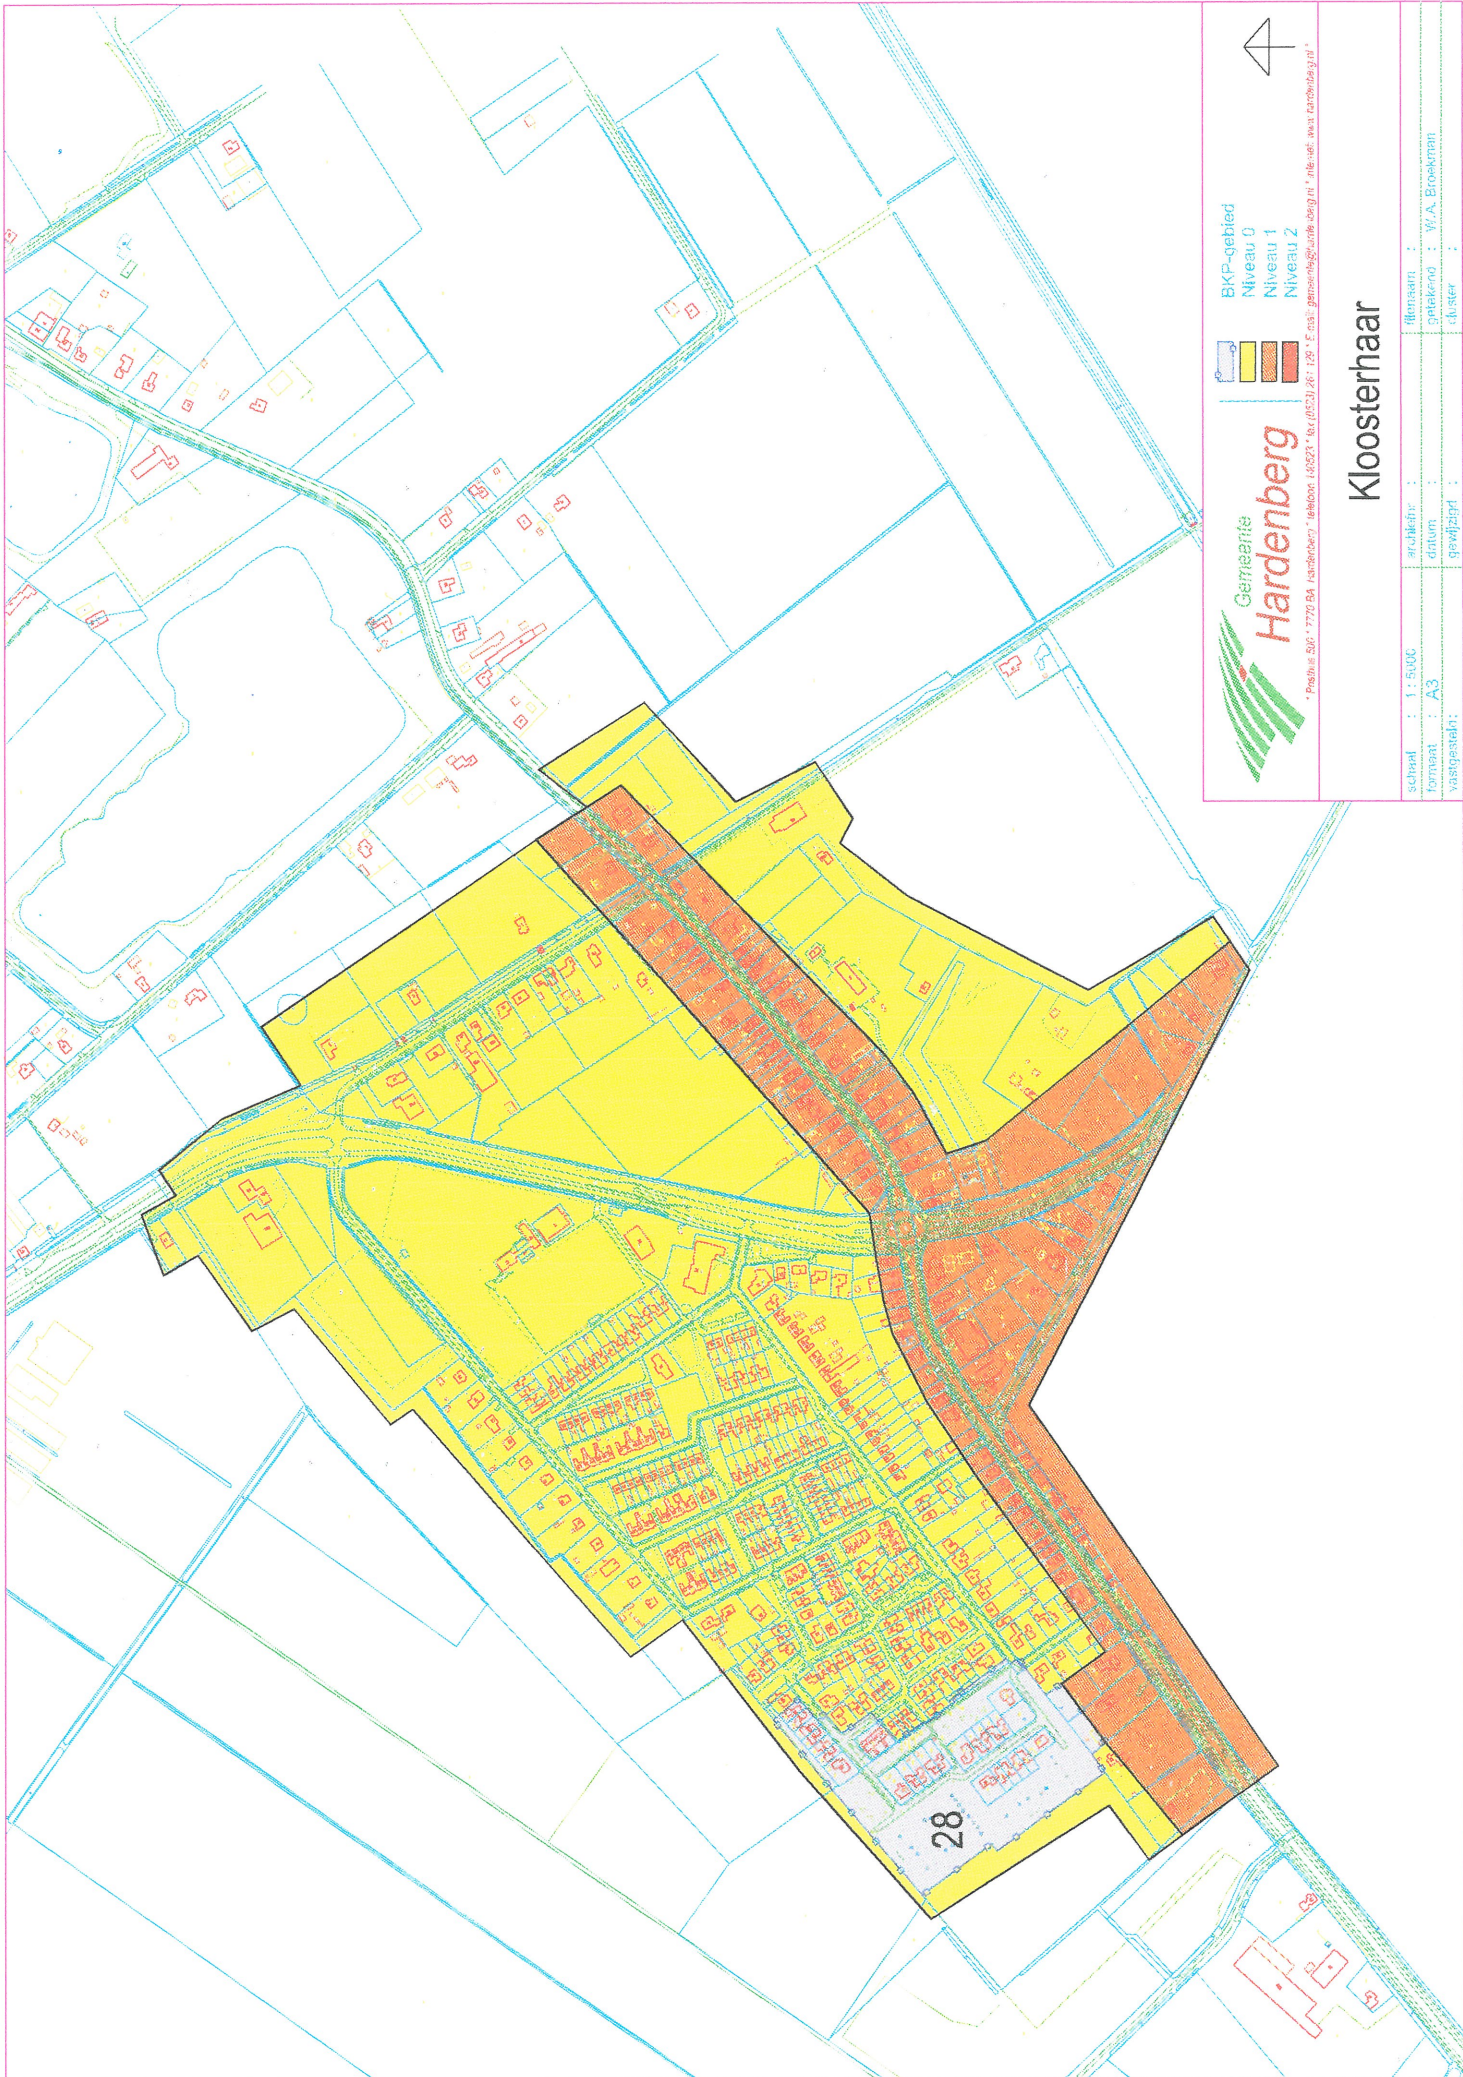 28
Gemeente
Hardenberg
BKP-gebied
Niveau 0
Niveau 1
Niveau 2
Kloosterhaar
schaal : 1 : 5000
archiefnr :
filenaam :
formaat : A3
datum :
getekend : W.A. Broekman
vastgesteld :
gewijzigd :
cluster :